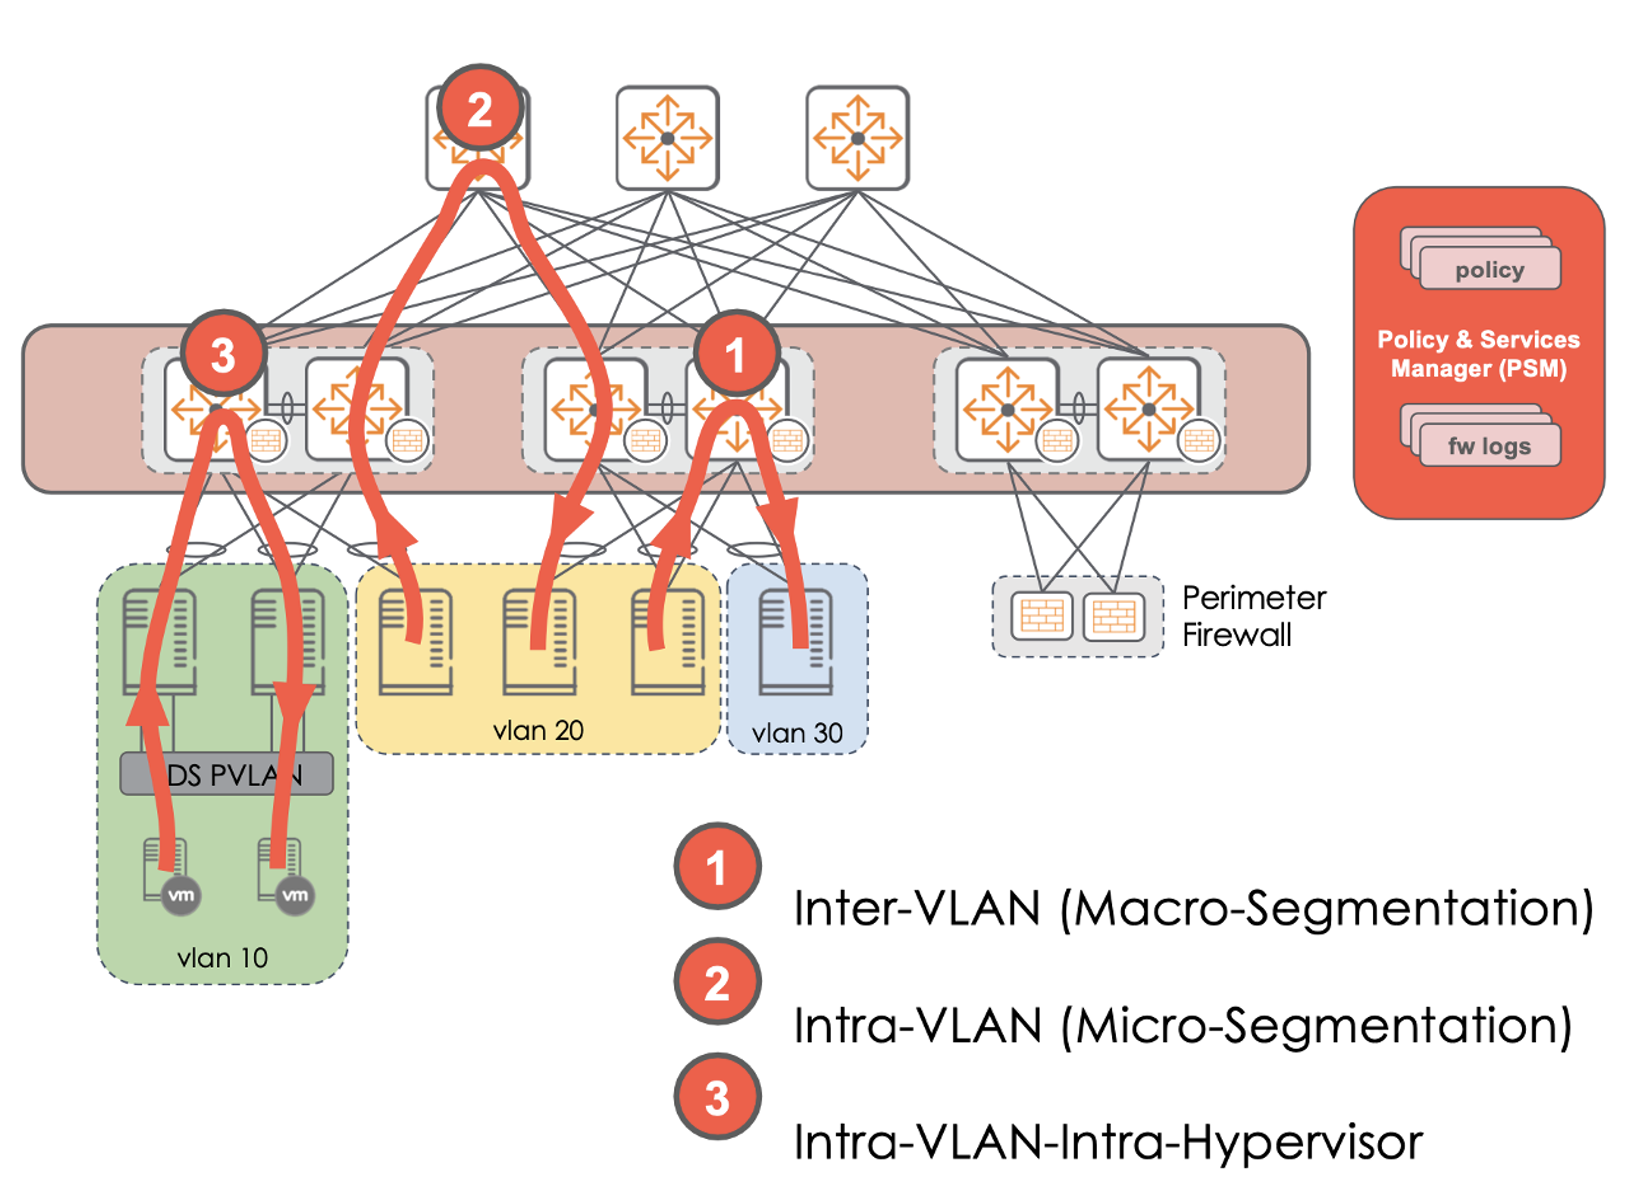 2
policy
Policy & Services
Manager (PSM)
fw logs
3
1
Perimeter
Firewall
vlan 20
vlan 30
DS PVLAN
vm
vm
vlan 10
1
Inter-VLAN (Macro-Segmentation)
2
Intra-VLAN (Micro-Segmentation)
3
Intra-VLAN-Intra-Hypervisor